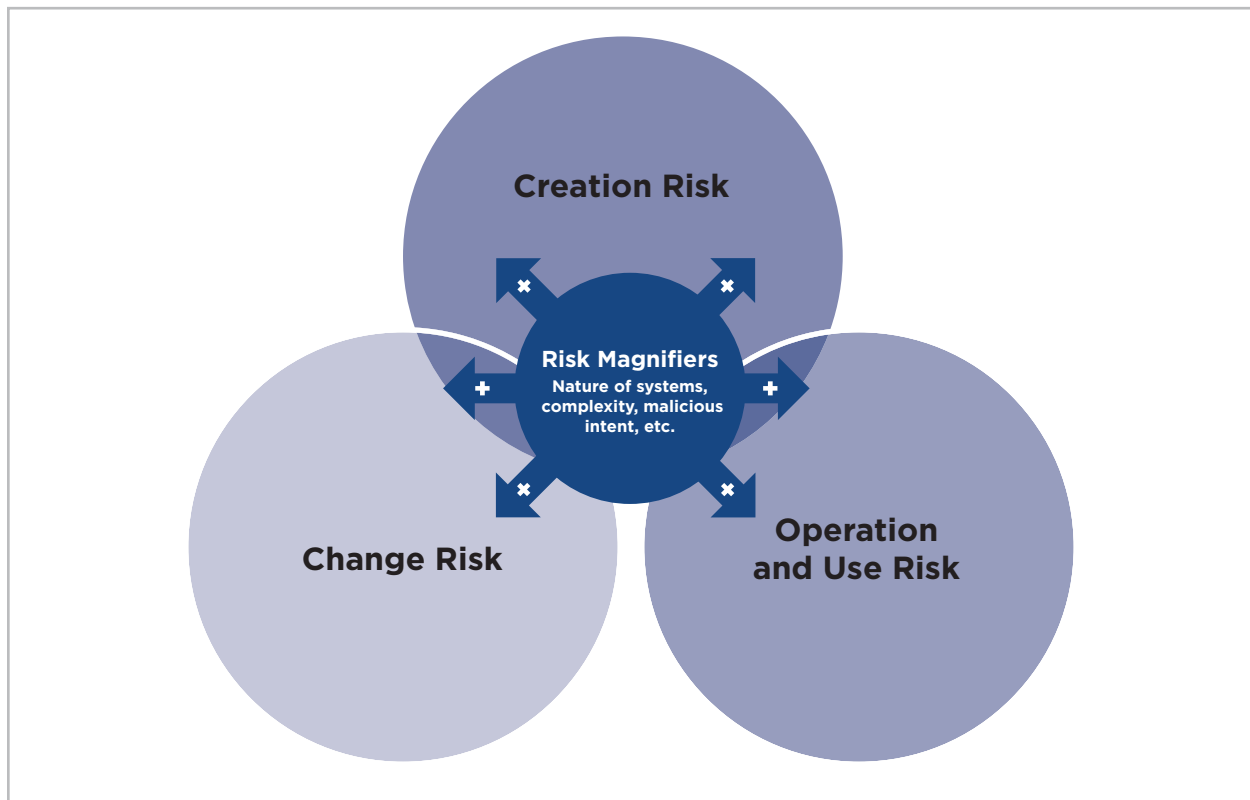 Creation Risk
×
×
Risk Magnifiers
Nature of systems,
complexity, malicious
intent, etc.
+
+
×
×
Change Risk
Operation
and Use Risk